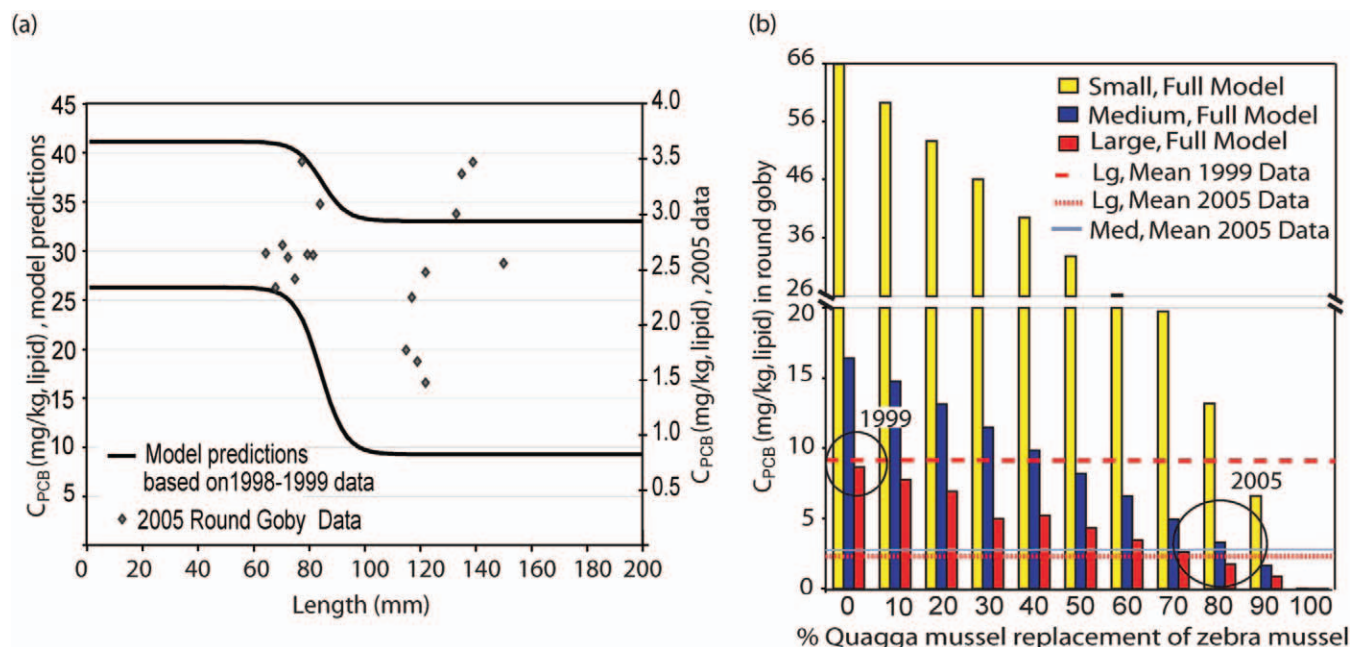 (a)
C_PCB (mg/kg, lipid), model predictions
45
40
35
30
25
20
15
10
5
4.0
3.5
3.0
2.5
2.0
1.5
1.0
0.5
C_PCB (mg/kg, lipid), 2005 data
Model predictions
based on1998-1999 data
2005 Round Goby Data
0 20 40 60 80 100 120 140 160 180 200
Length (mm)
(b)
C_PCB (mg/kg, lipid) in round goby
66
56
46
36
26
20
15
10
5
0
Small, Full Model
Medium, Full Model
Large, Full Model
Lg, Mean 1999 Data
Lg, Mean 2005 Data
Med, Mean 2005 Data
1999
2005
0 10 20 30 40 50 60 70 80 90 100
% Quagga mussel replacement of zebra mussel